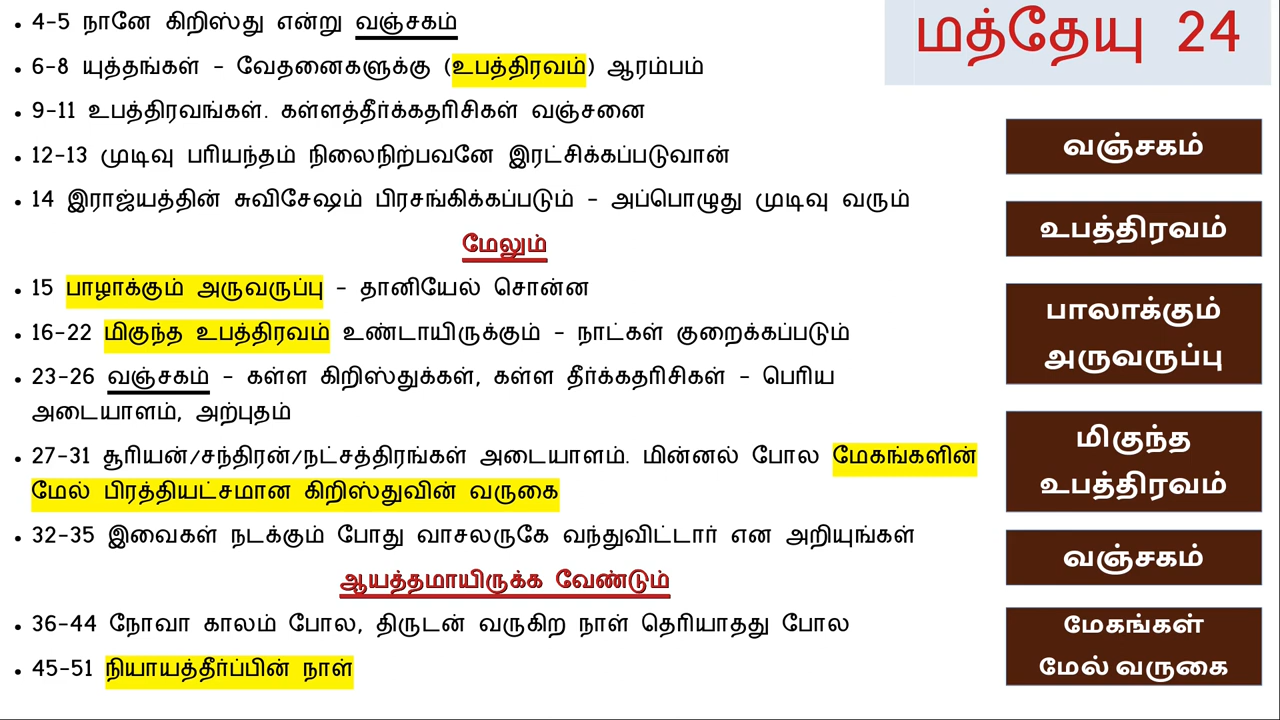 மத்தேயு 24
• 4-5 நானே கிறிஸ்து என்று வஞ்சகம்
• 6-8 யுத்தங்கள் - வேதனைகளுக்கு (உபத்திரவம்) ஆரம்பம்
• 9-11 உபத்திரவங்கள். கள்ளத்தீர்க்கதரிசிகள் வஞ்சனை
• 12-13 முடிவு பரியந்தம் நிலைநிற்பவனே இரட்சிக்கப்படுவான்
• 14 இராஜ்யத்தின் சுவிசேஷம் பிரசங்கிக்கப்படும் - அப்பொழுது முடிவு வரும்
மேலும்
• 15 பாழாக்கும் அருவருப்பு - தானியேல் சொன்ன
• 16-22 மிகுந்த உபத்திரவம் உண்டாயிருக்கும் - நாட்கள் குறைக்கப்படும்
• 23-26 வஞ்சகம் - கள்ள கிறிஸ்துக்கள், கள்ள தீர்க்கதரிசிகள் - பெரிய
அடையாளம், அற்புதம்
• 27-31 சூரியன்/சந்திரன்/நட்சத்திரங்கள் அடையாளம். மின்னல் போல மேகங்களின்
மேல் பிரத்தியட்சமான கிறிஸ்துவின் வருகை
• 32-35 இவைகள் நடக்கும் போது வாசலருகே வந்துவிட்டார் என அறியுங்கள்
ஆயத்தமாயிருக்க வேண்டும்
• 36-44 நோவா காலம் போல, திருடன் வருகிற நாள் தெரியாதது போல
• 45-51 நியாயத்தீர்ப்பின் நாள்
வஞ்சகம்
உபத்திரவம்
பாலாக்கும்
அருவருப்பு
மிகுந்த
உபத்திரவம்
வஞ்சகம்
மேகங்கள்
மேல் வருகை